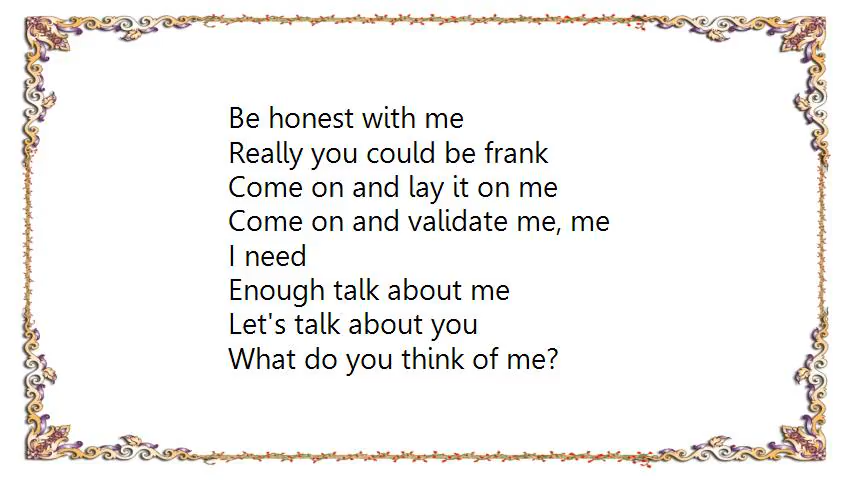 Be honest with me
Really you could be frank
Come on and lay it on me
Come on and validate me, me
I need
Enough talk about me
Let's talk about you
What do you think of me?